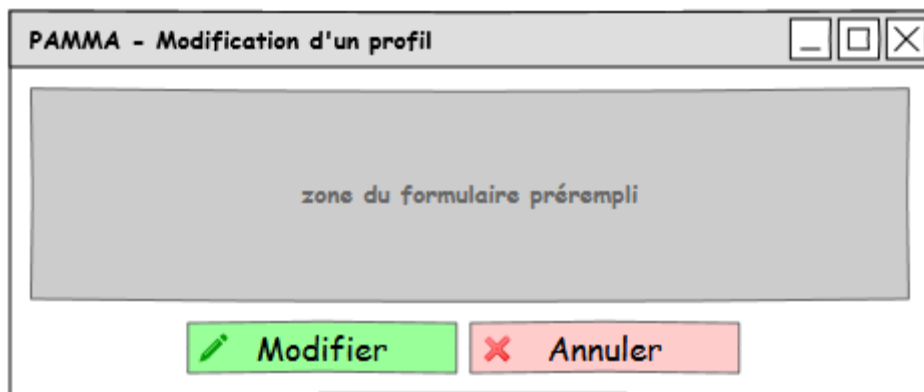 PAMMA - Modification d'un profil
zone du formulaire prérempli
Modifier
Annuler